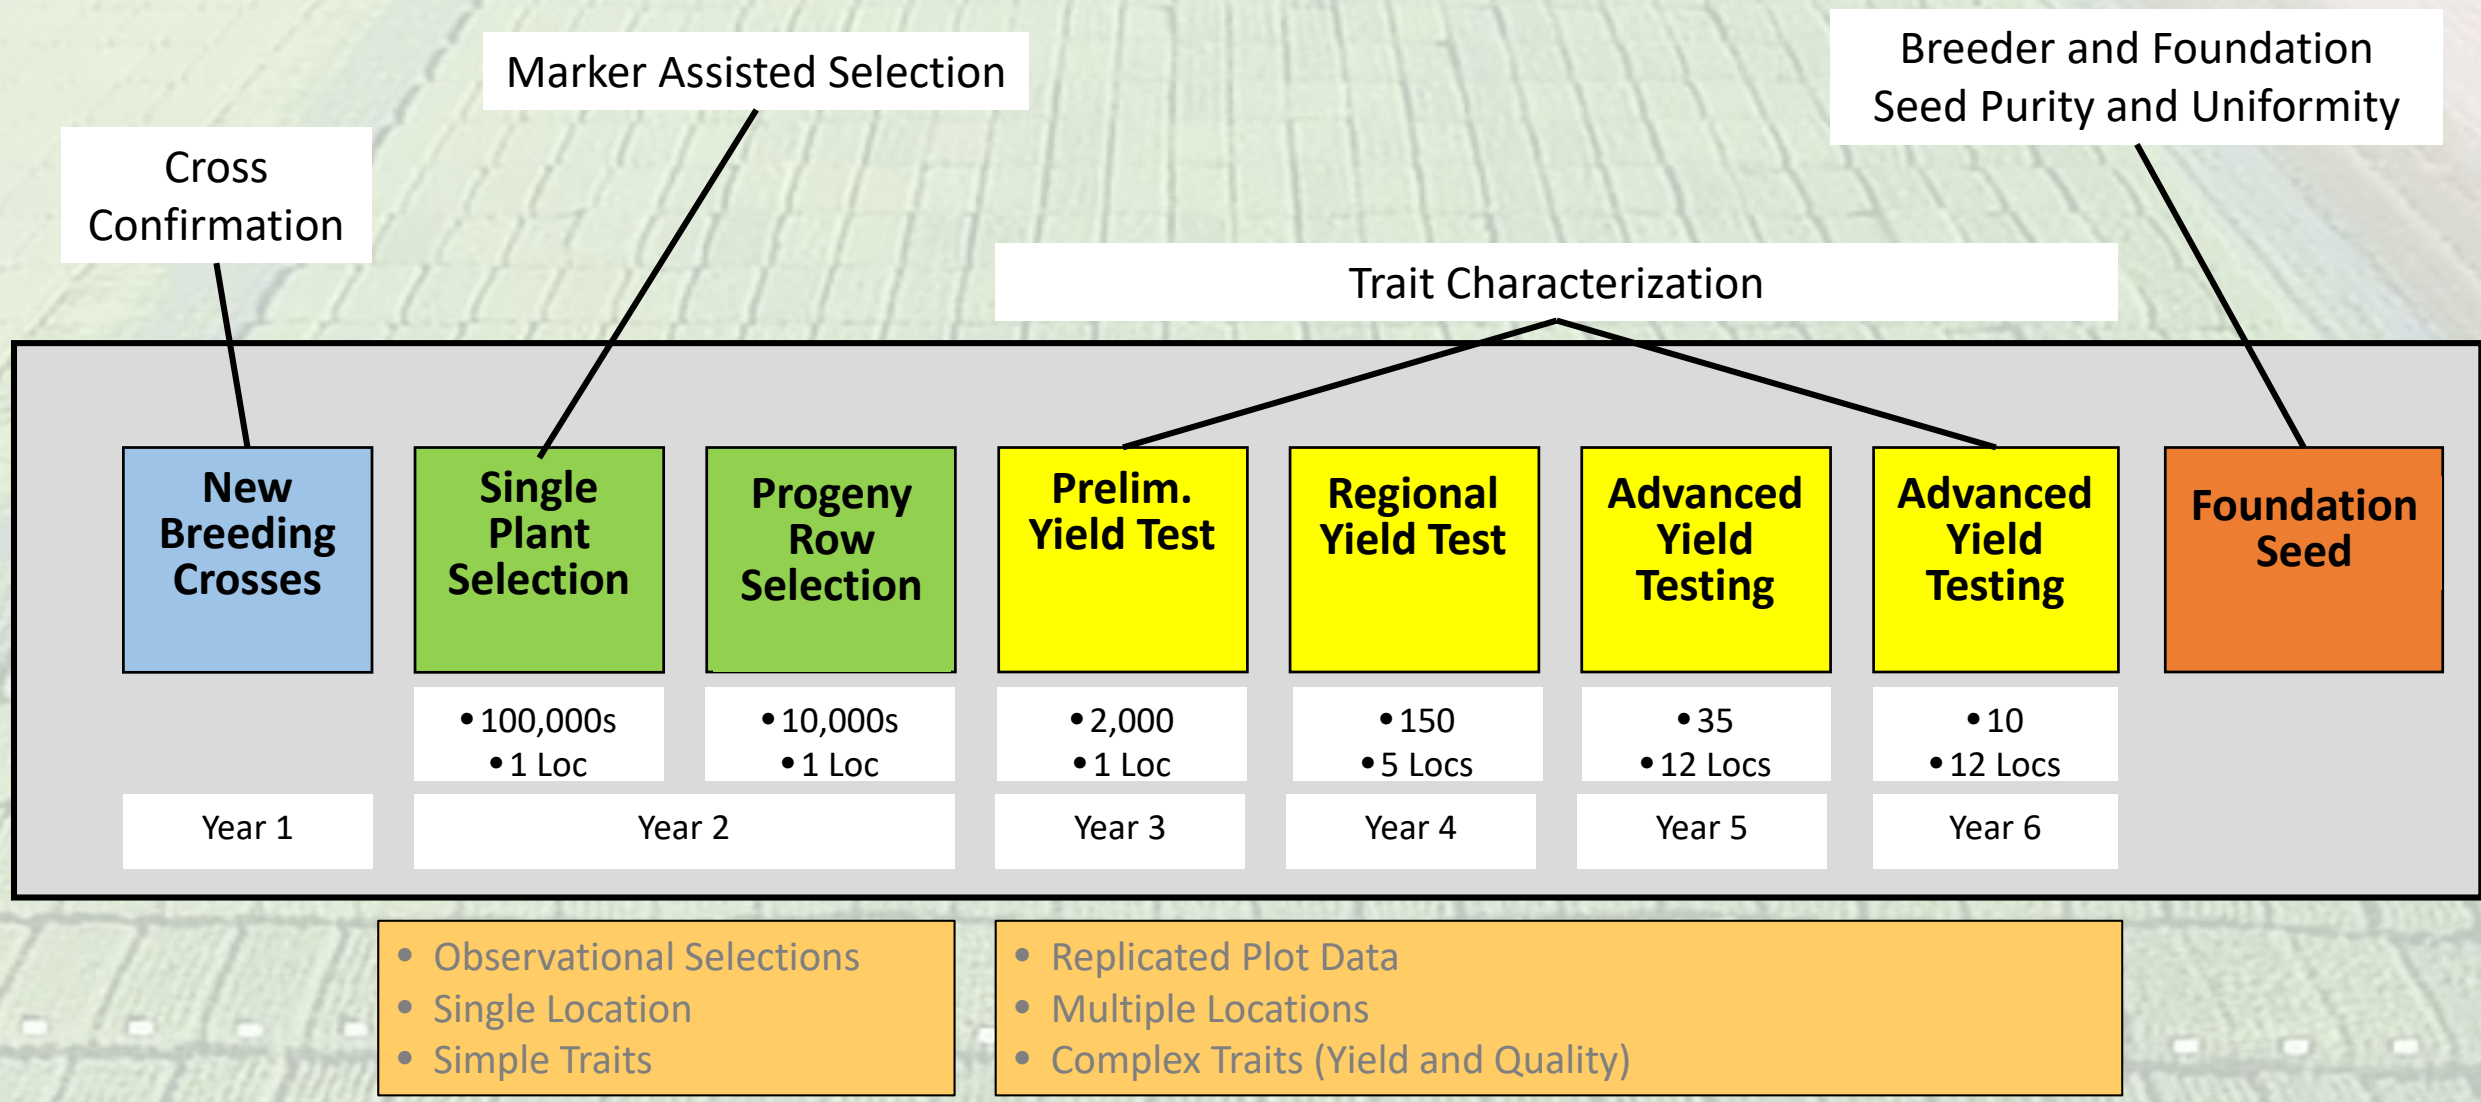 Marker Assisted Selection
Breeder and Foundation
Seed Purity and Uniformity
Cross
Confirmation
Trait Characterization
New
Breeding
Crosses
Single
Plant
Selection
Progeny
Row
Selection
Prelim.
Yield Test
Regional
Yield Test
Advanced
Yield
Testing
Advanced
Yield
Testing
Foundation
Seed
•100,000s
•1 Loc
•10,000s
•1 Loc
•2,000
•1 Loc
•150
•5 Locs
•35
•12 Locs
•10
•12 Locs
Year 1
Year 2
Year 3
Year 4
Year 5
Year 6
• Observational Selections
• Single Location
• Simple Traits
• Replicated Plot Data
• Multiple Locations
• Complex Traits (Yield and Quality)